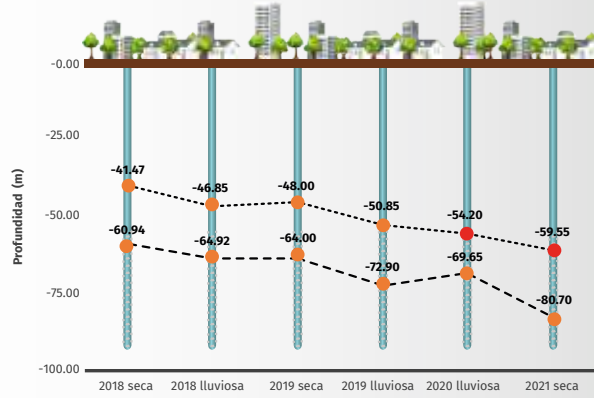 -0.00
-25.00
-50.00
-75.00
-100.00
Profundidad (m)
-41.47
-46.85
-48.00
-50.85
-54.20
-59.55
-60.94
-64.92
-64.00
-72.90
-69.65
-80.70
2018 seca
2018 lluviosa
2019 seca
2019 lluviosa
2020 lluviosa
2021 seca